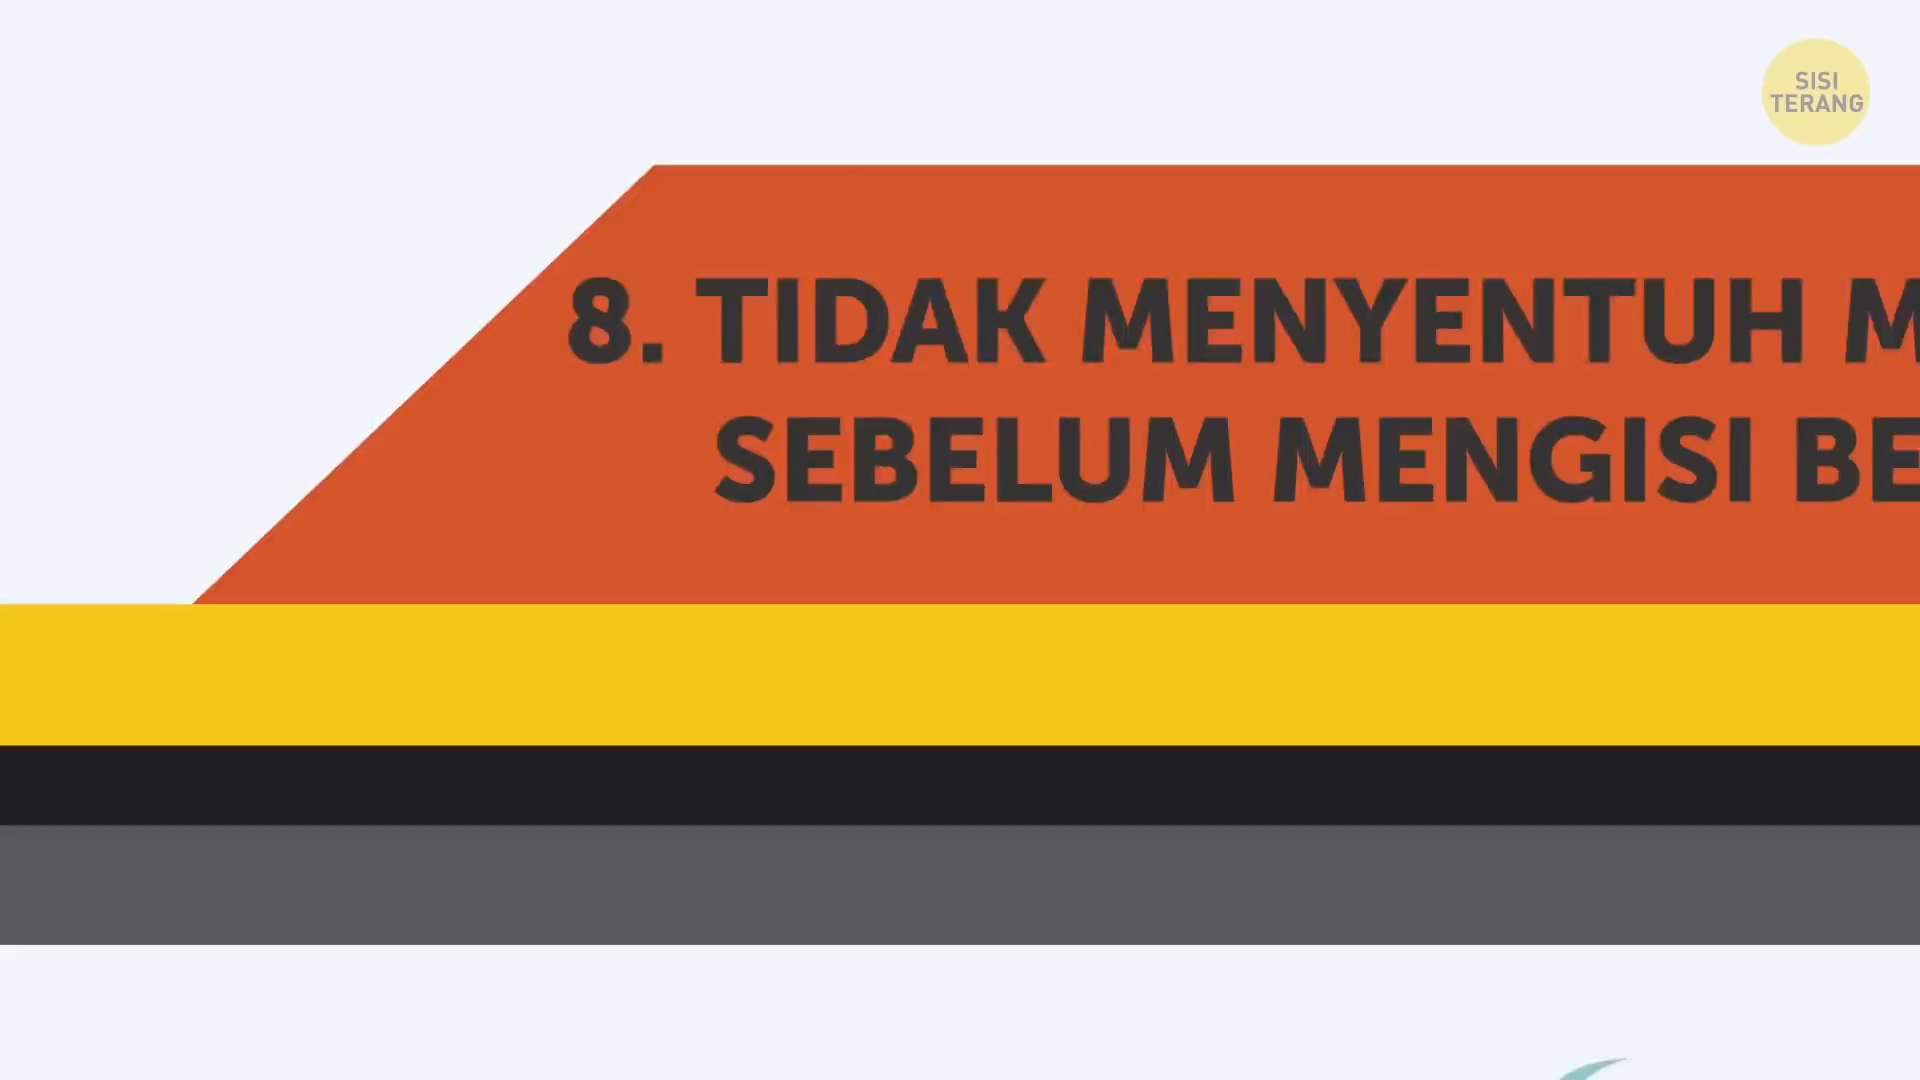 SISI
TERANG
8. TIDAK MENYENTUH
SEBELUM MENGISI